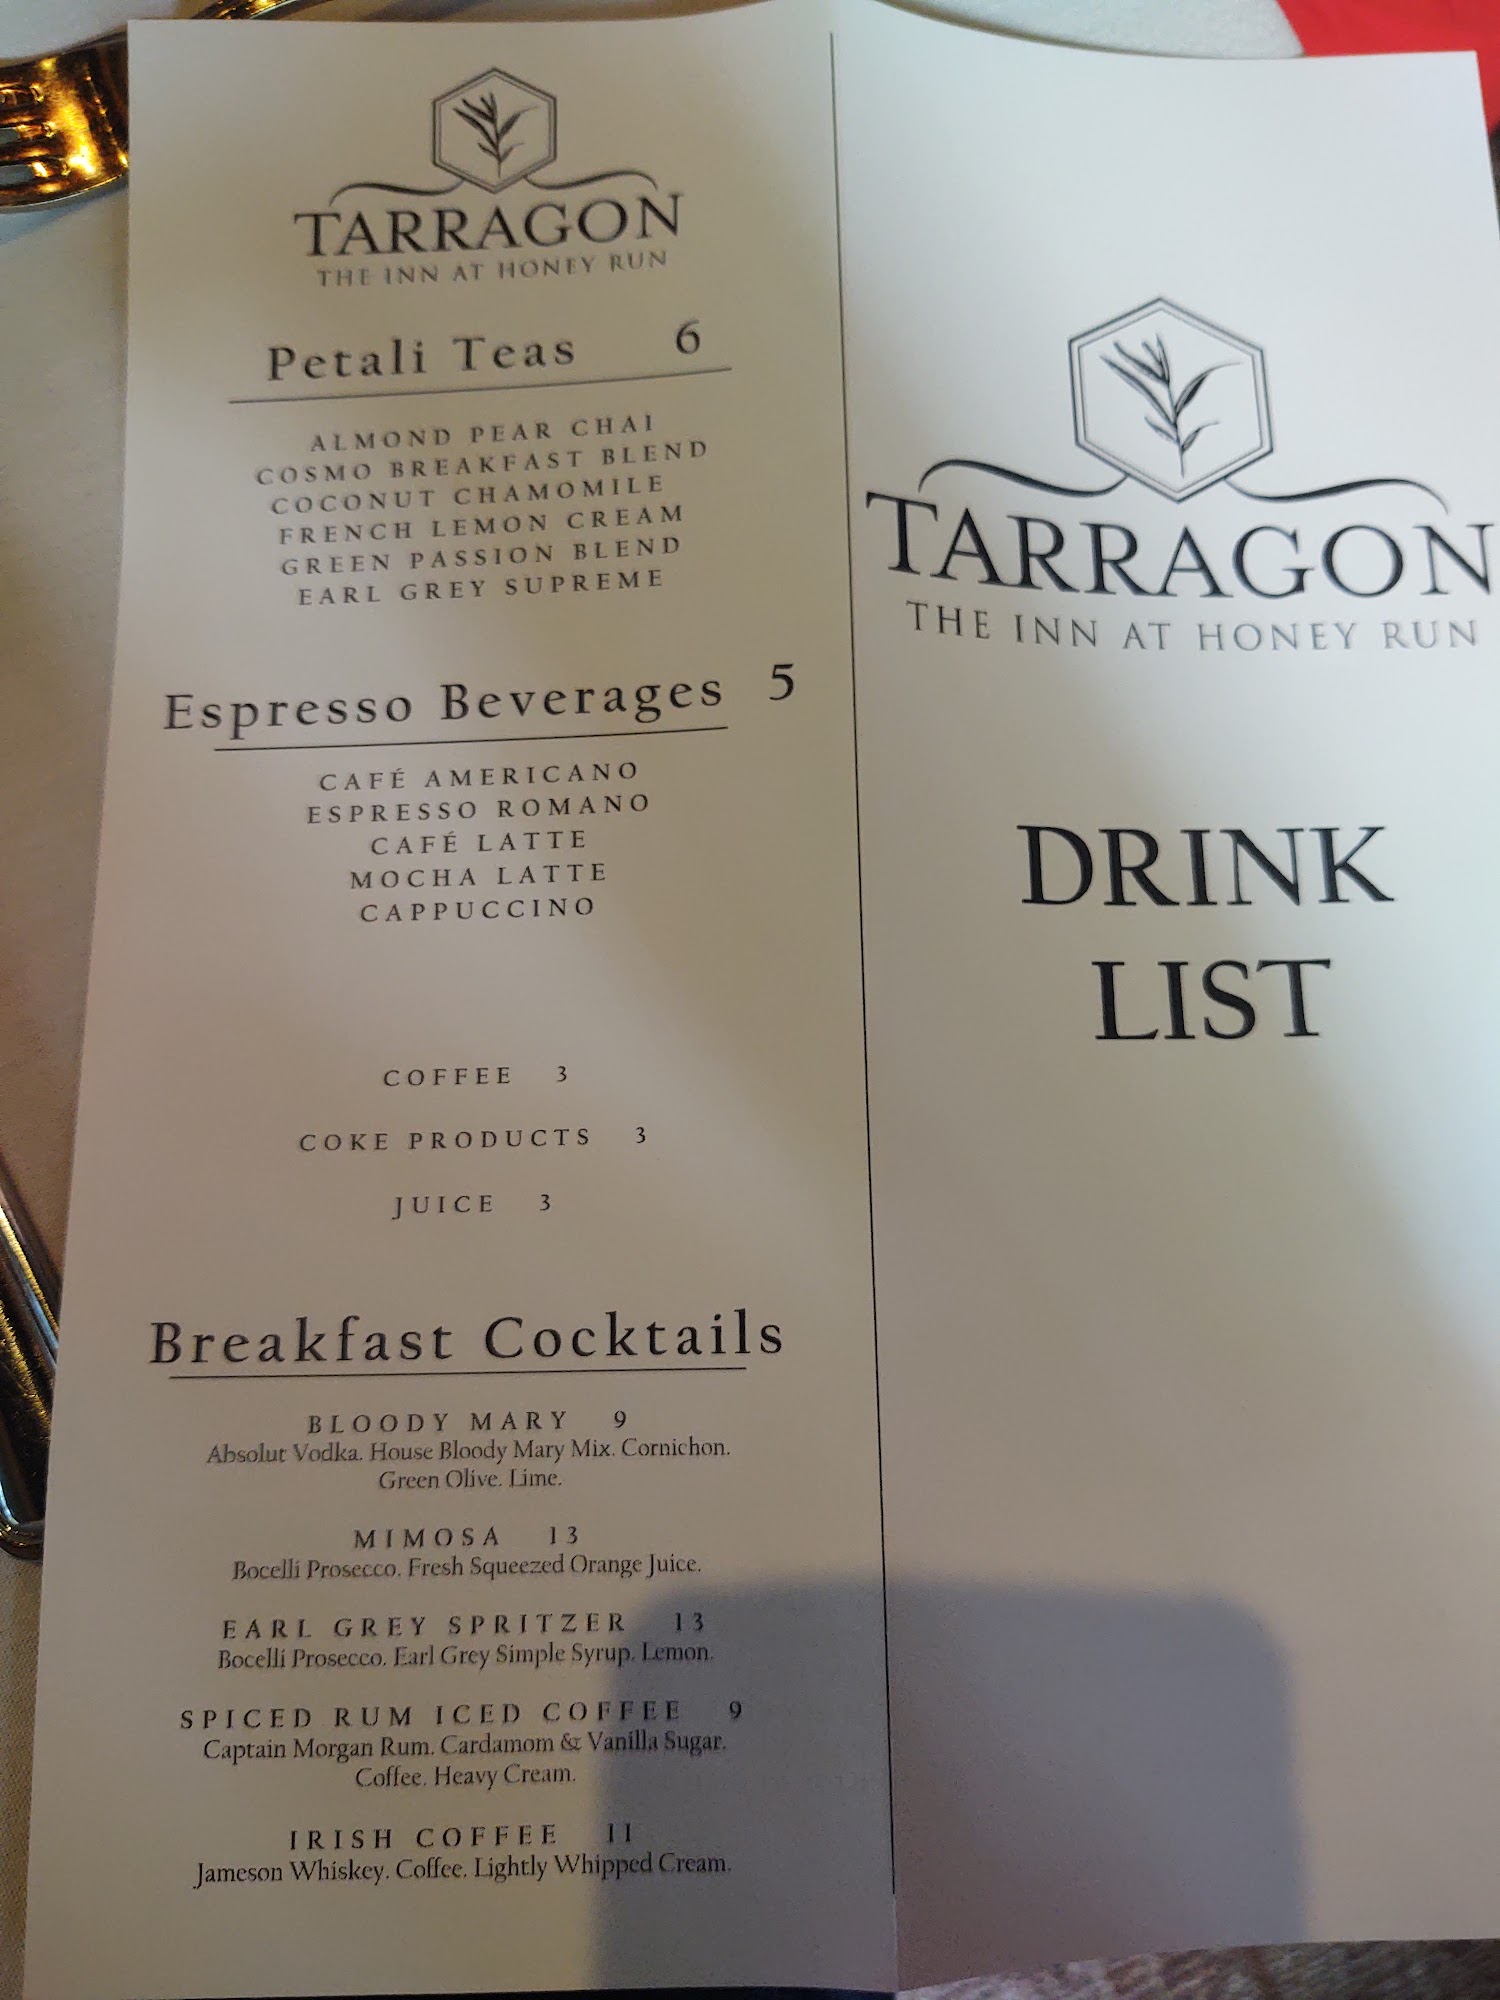 TARRAGON
THE INN AT HONEY RUN
Petali Teas 6
ALMOND PEAR CHAI
COSMO BREAKFAST BLEND
COCONUT CHAMOMILE
FRENCH LEMON CREAM
GREEN PASSION BLEND
EARL GREY SUPREME
Espresso Beverages 5
CAFÉ AMERICANO
ESPRESSO ROMANO
CAFÉ LATTE
MOCHA LATTE
CAPPUCCINO
COFFEE 3
COKE PRODUCTS 3
JUICE 3
Breakfast Cocktails
BLOODY MARY 9
Absolut Vodka. House Bloody Mary Mix. Cornichon.
Green Olive. Lime.
MIMOSA 13
Bocelli Prosecco. Fresh Squeezed Orange Juice.
EARL GREY SPRITZER 13
Bocelli Prosecco. Earl Grey Simple Syrup. Lemon.
SPICED RUM ICED COFFEE 9
Captain Morgan Rum. Cardamom & Vanilla Sugar.
Coffee. Heavy Cream.
IRISH COFFEE 11
Jameson Whiskey. Coffee. Lightly Whipped Cream.
TARRAGON
THE INN AT HONEY RUN
DRINK
LIST